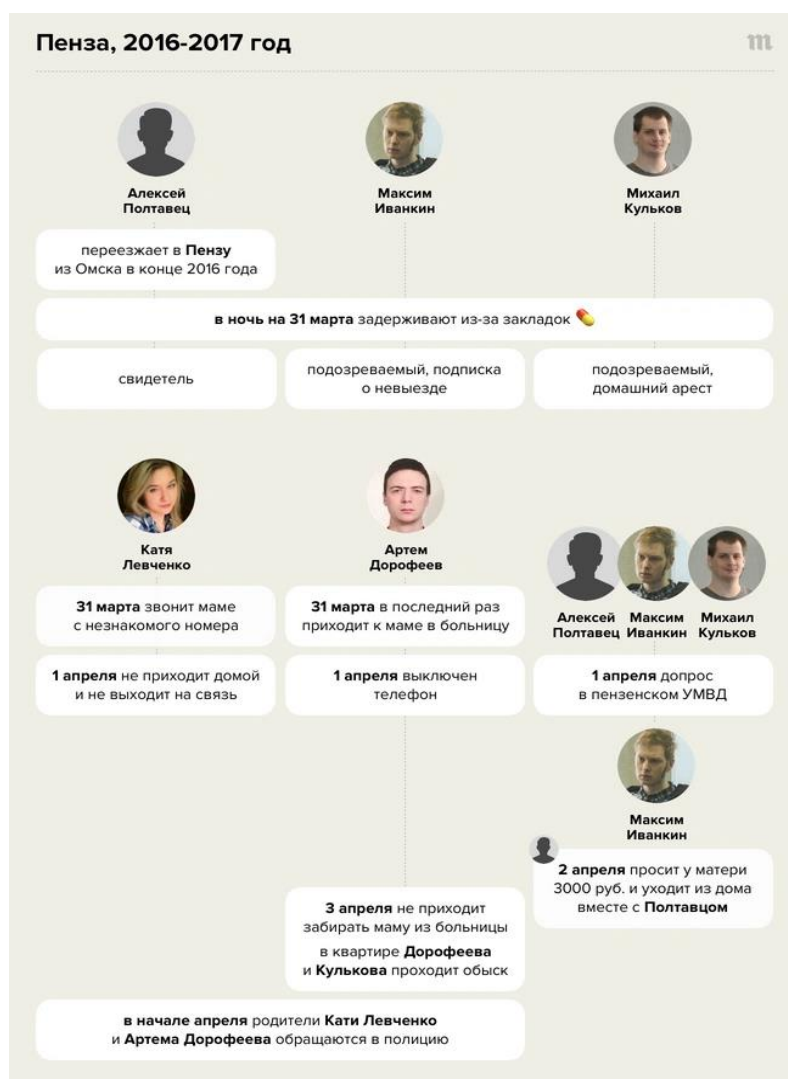 Пенза, 2016-2017 год
m
Алексей
Полтавец
Максим
Иванкин
Михаил
Кульков
переезжает в Пензу
из Омска в конце 2016 года
в ночь на 31 марта задерживают из-за закладок 💊
свидетель
подозреваемый, подписка
о невыезде
подозреваемый,
домашний арест
Катя
Левченко
Артем
Дорофеев
Алексей
Полтавец
Максим
Иванкин
Михаил
Кульков
31 марта звонит маме
с незнакомого номера
31 марта в последний раз
приходит к маме в больницу
1 апреля не приходит домой
и не выходит на связь
1 апреля выключен
телефон
1 апреля допрос
в пензенском УМВД
Максим
Иванкин
2 апреля просит у матери
3000 руб. и уходит из дома
вместе с Полтавцом
3 апреля не приходит
забирать маму из больницы
в квартире Дорофеева
и Кулькова проходит обыск
в начале апреля родители Кати Левченко
и Артема Дорофеева обращаются в полицию